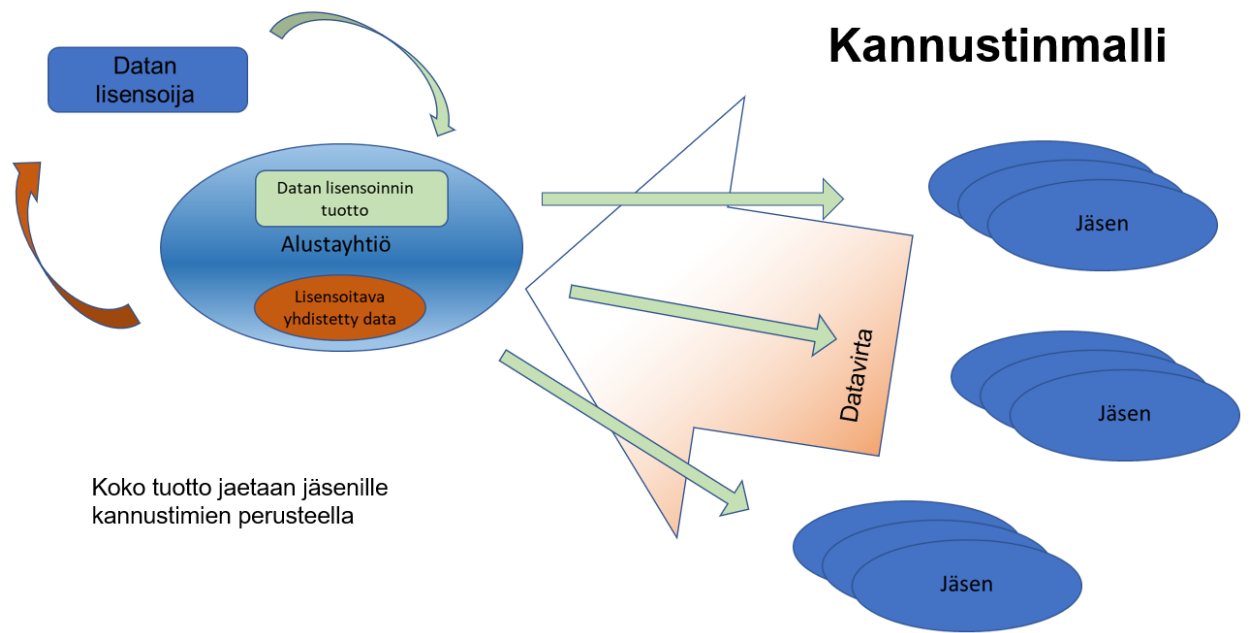 Kannustinmalli
Datan
lisensoija
Datan lisensoinnin
tuotto
Alustayhtiö
Lisensoitava
yhdistetty data
Datavirta
Jäsen
Jäsen
Jäsen
Koko tuotto jaetaan jäsenille
kannustimien perusteella